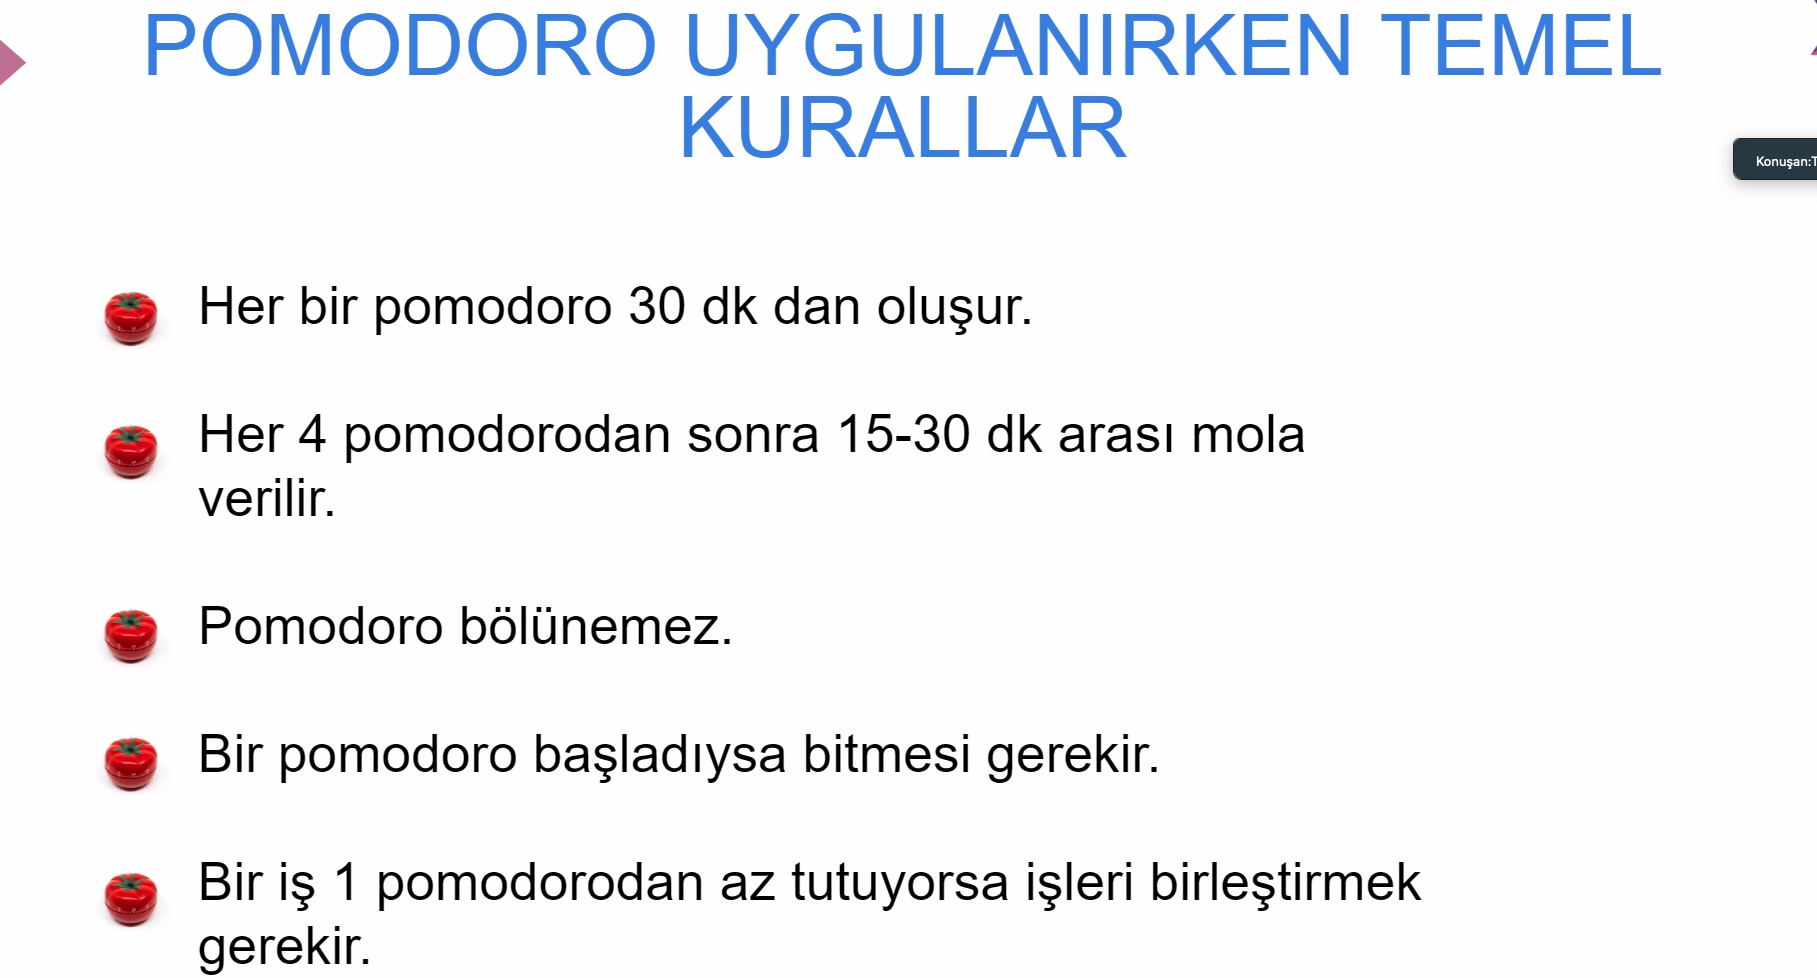 POMODORO UYGULANIRKEN TEMEL
KURALLAR
Konuşan:T
Her bir pomodoro 30 dk dan oluşur.
Her 4 pomodorodan sonra 15-30 dk arası mola
verilir.
Pomodoro bölünemez.
Bir pomodoro başladıysa bitmesi gerekir.
Bir iş 1 pomodorodan az tutuyorsa işleri birleştirmek
gerekir.